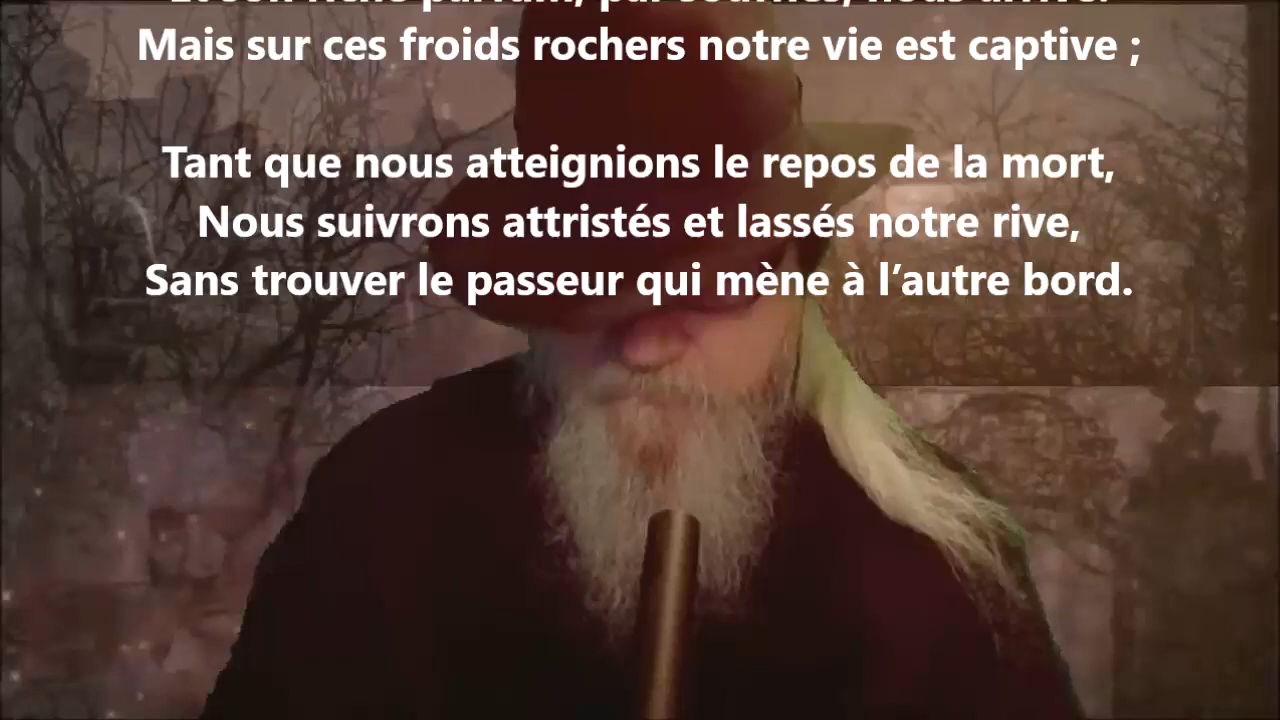 Mais sur ces froids rochers notre vie est captive ;
Tant que nous atteignions le repos de la mort,
Nous suivrons attristés et lassés notre rive,
Sans trouver le passeur qui mène à l’autre bord.